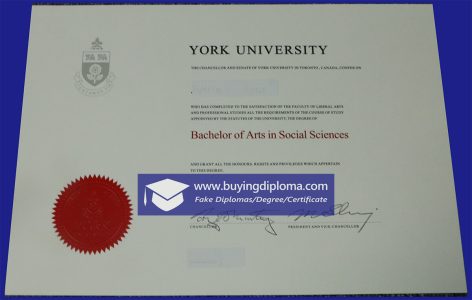 YORK UNIVERSITY
THE CHANCELLOR AND SENATE OF YORK UNIVERSITY IN TORONTO, CANADA, CONFER ON
WHO HAS COMPLETED TO THE SATISFACTION OF THE FACULTY OF LIBERAL ARTS
AND PROFESSIONAL STUDIES ALL THE REQUIREMENTS OF THE COURSE OF STUDY
APPOINTED BY THE STATUTES OF THE UNIVERSITY, THE DEGREE OF
Bachelor of Arts in Social Sciences
AND GRANT ALL THE HONOURS, RIGHTS AND PRIVILEGES WHICH APPERTAIN
TO THIS DEGREE.
www.buyingdiploma.com
Fake Diplomas/Degree/Certificate
CHANCELLOR
PRESIDENT AND VICE CHANCELLOR